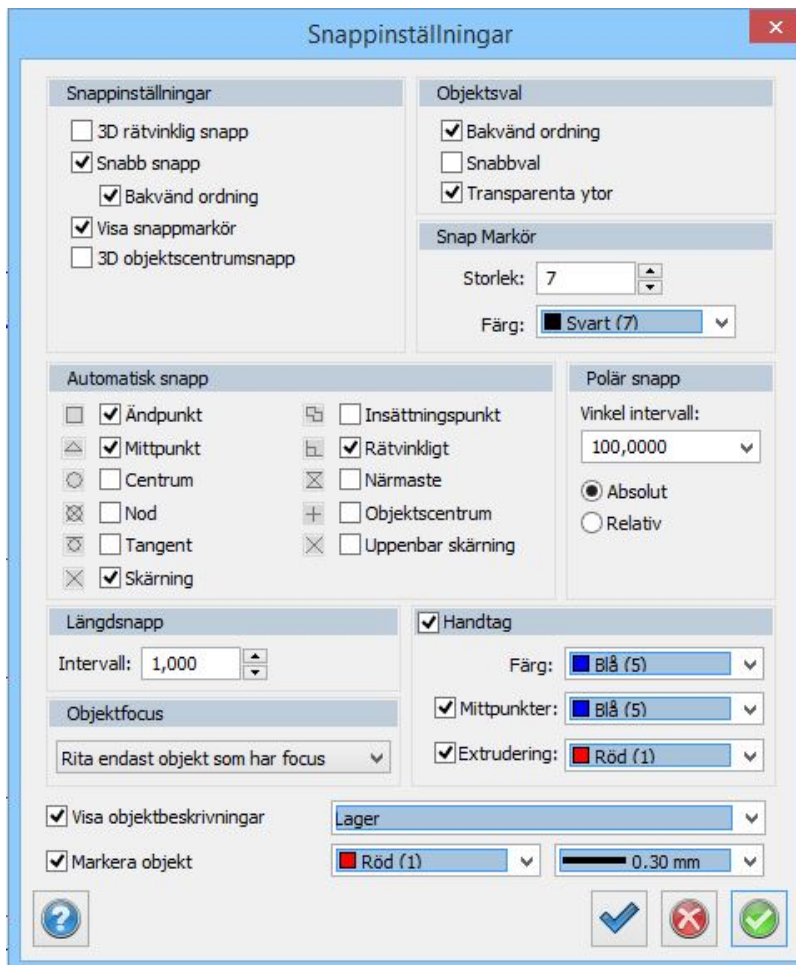 Snappinställningar
Snappinställningar
3D rätvinklig snapp
Snabb snapp
Bakvänd ordning
Visa snappmarkör
3D objektscentrumsnapp
Objektsval
Bakvänd ordning
Snabbval
Transparenta ytor
Snap Markör
Storlek: 7
Färg: Svart (7)
Automatisk snapp
Ändpunkt
Mittpunkt
Centrum
Nod
Tangent
Skärning
Insättningspunkt
Rätvinkligt
Närmaste
Objektscentrum
Uppenbar skärning
Polär snapp
Vinkel intervall:
100,0000
Absolut
Relativ
Längdsnapp
Intervall: 1,000
Objektfocus
Rita endast objekt som har focus
Handtag
Färg: Blå (5)
Mittpunkter: Blå (5)
Extrudering: Röd (1)
Visa objektbeskrivningar Lager
Markera objekt Röd (1) 0.30 mm